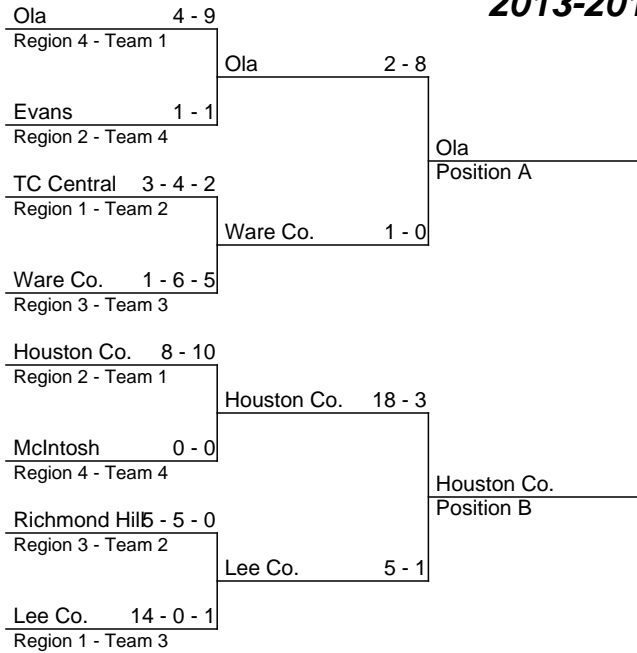 2013-201
Ola 4 - 9
Region 4 - Team 1
Ola 2 - 8
Evans 1 - 1
Region 2 - Team 4
Ola
Position A
TC Central 3 - 4 - 2
Region 1 - Team 2
Ware Co. 1 - 0
Ware Co. 1 - 6 - 5
Region 3 - Team 3
Houston Co. 8 - 10
Region 2 - Team 1
Houston Co. 18 - 3
McIntosh 0 - 0
Region 4 - Team 4
Houston Co.
Position B
Richmond Hill 5 - 5 - 0
Region 3 - Team 2
Lee Co. 5 - 1
Lee Co. 14 - 0 - 1
Region 1 - Team 3